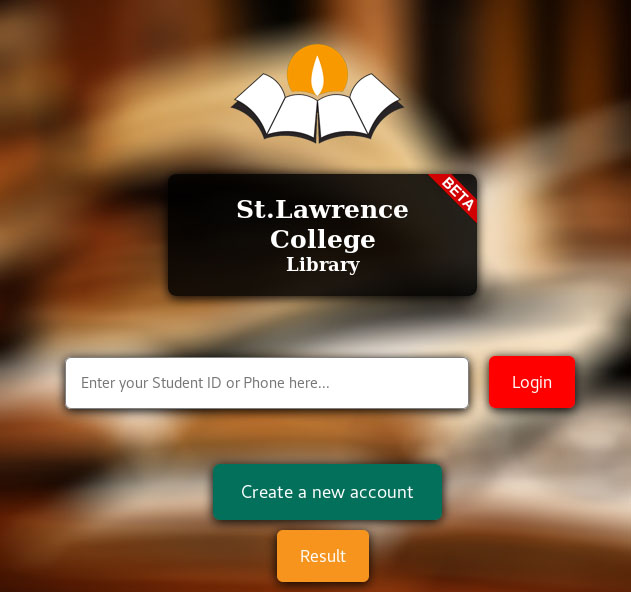 BETA
St.Lawrence
College
Library
Enter your Student ID or Phone here...
Login
Create a new account
Result